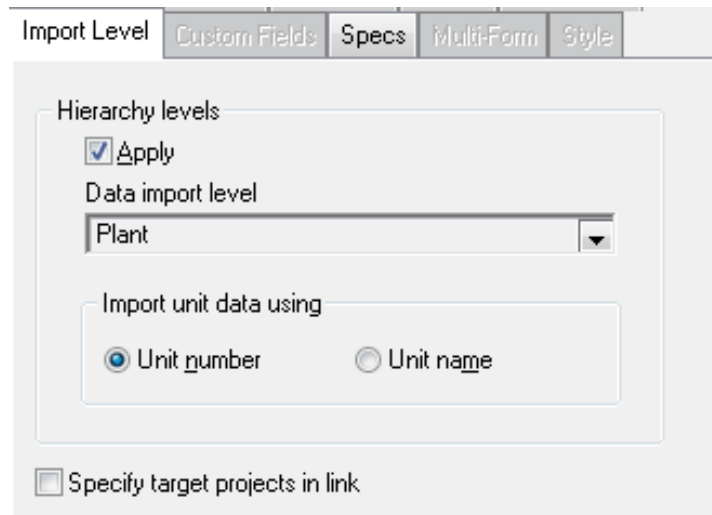 Import Level Custom Fields Specs Multi-Form Style
Hierarchy levels
Apply
Data import level
Plant
Import unit data using
Unit number Unit name
Specify target projects in link